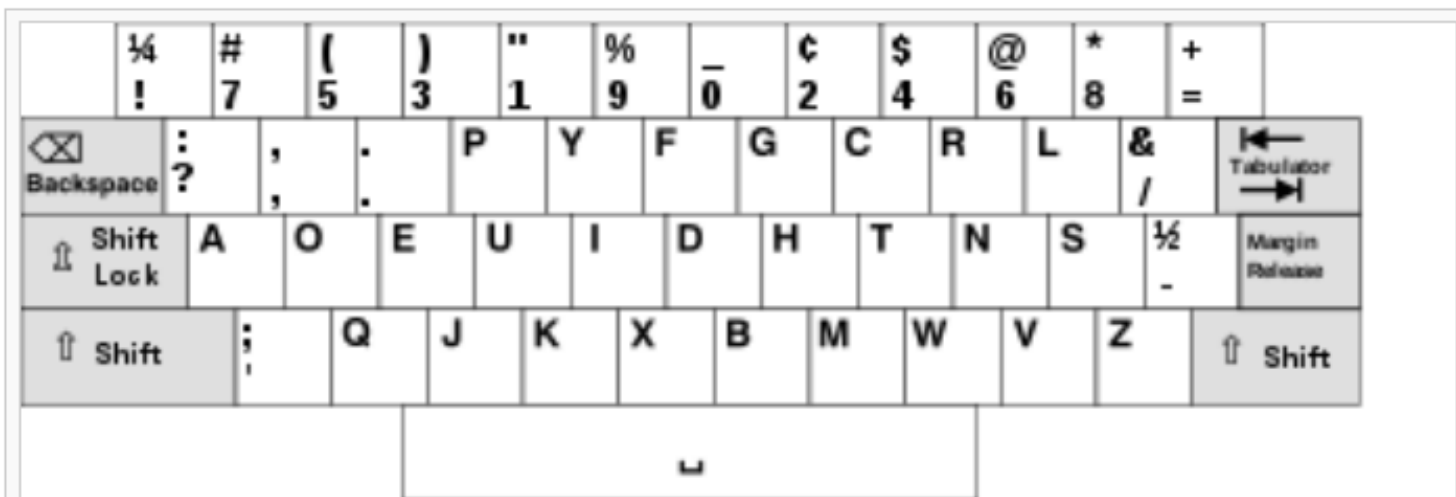 ¼ # ( ) " % _ ¢ $ @ * +
! 7 5 3 1 9 0 2 4 6 8 =
⌫ : , . P Y F G C R L &
Backspace ? , . / Tabulator
⇧ Shift Lock A O E U I D H T N S ½ - Margin Release
⇧ Shift ; ' Q J K X B M W V Z ⇧ Shift